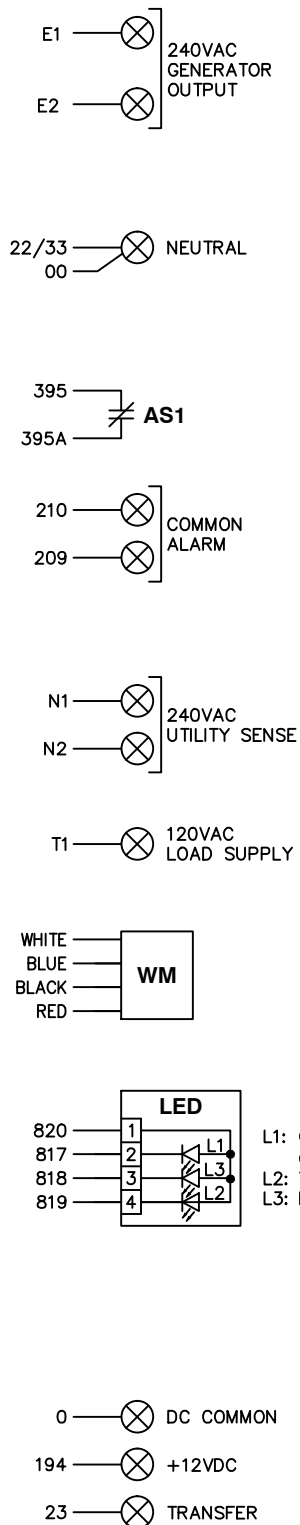 E1
240VAC
GENERATOR
OUTPUT
E2
22/33
NEUTRAL
00
395
AS1
395A
210
COMMON
ALARM
209
N1
240VAC
UTILITY SENSE
N2
T1
120VAC
LOAD SUPPLY
WHITE
BLUE
BLACK
RED
WM
LED
820 1
817 2 L1
818 3 L3
819 4 L2
L1:
L2:
L3:
0 DC COMMON
194 +12VDC
23 TRANSFER